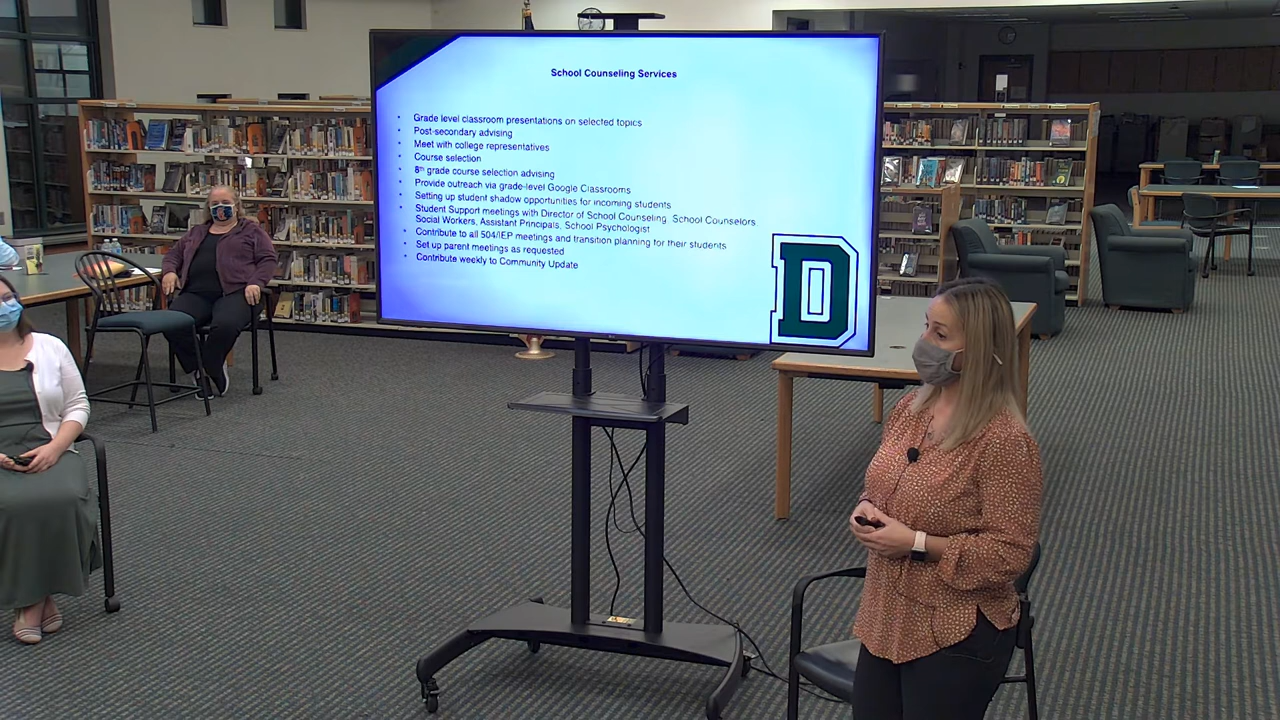 School Counseling Services
• Grade level classroom presentations on selected topics
• Post-secondary advising
• Meet with college representatives
• Course selection
• 8th grade course selection advising
• Provide outreach via grade-level Google Classrooms
• Setting up student shadow opportunities for incoming students
• Student Support meetings with Director of School Counseling, School Counselors
Social Workers, Assistant Principals, School Psychologist
• Contribute to all 504/IEP meetings and transition planning for their students
• Set up parent meetings as requested
• Contribute weekly to Community Update
D